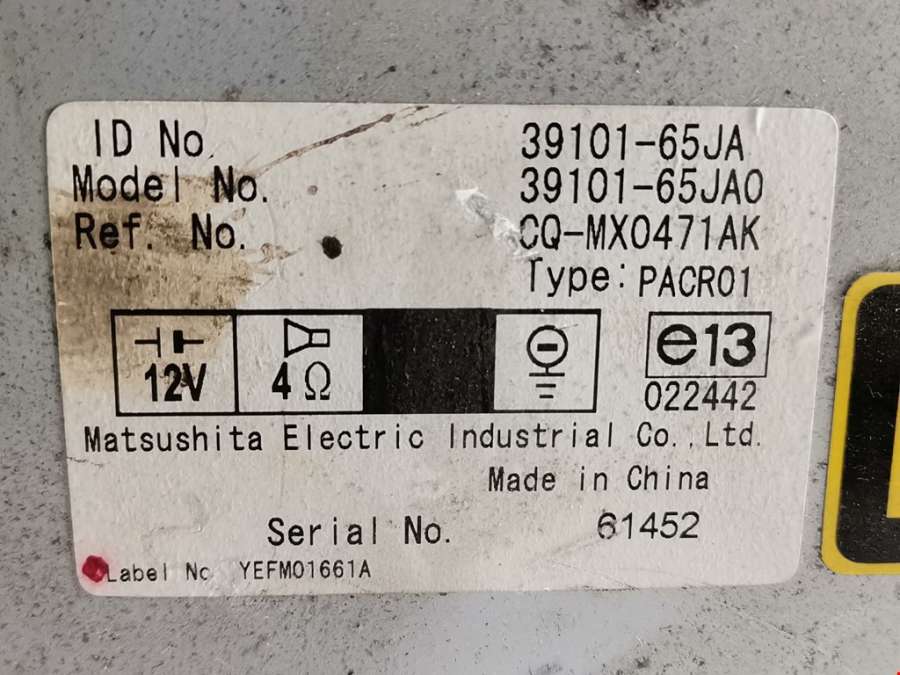 ID No. 39101-65JA
Model No. 39101-65JA0
Ref. No. CQ-MX0471AK
Type: PACR01
12V 4Ω e13
022442
Matsushita Electric Industrial Co.,Ltd.
Made in China
Serial No. 61452
Label No. YEFM01661A